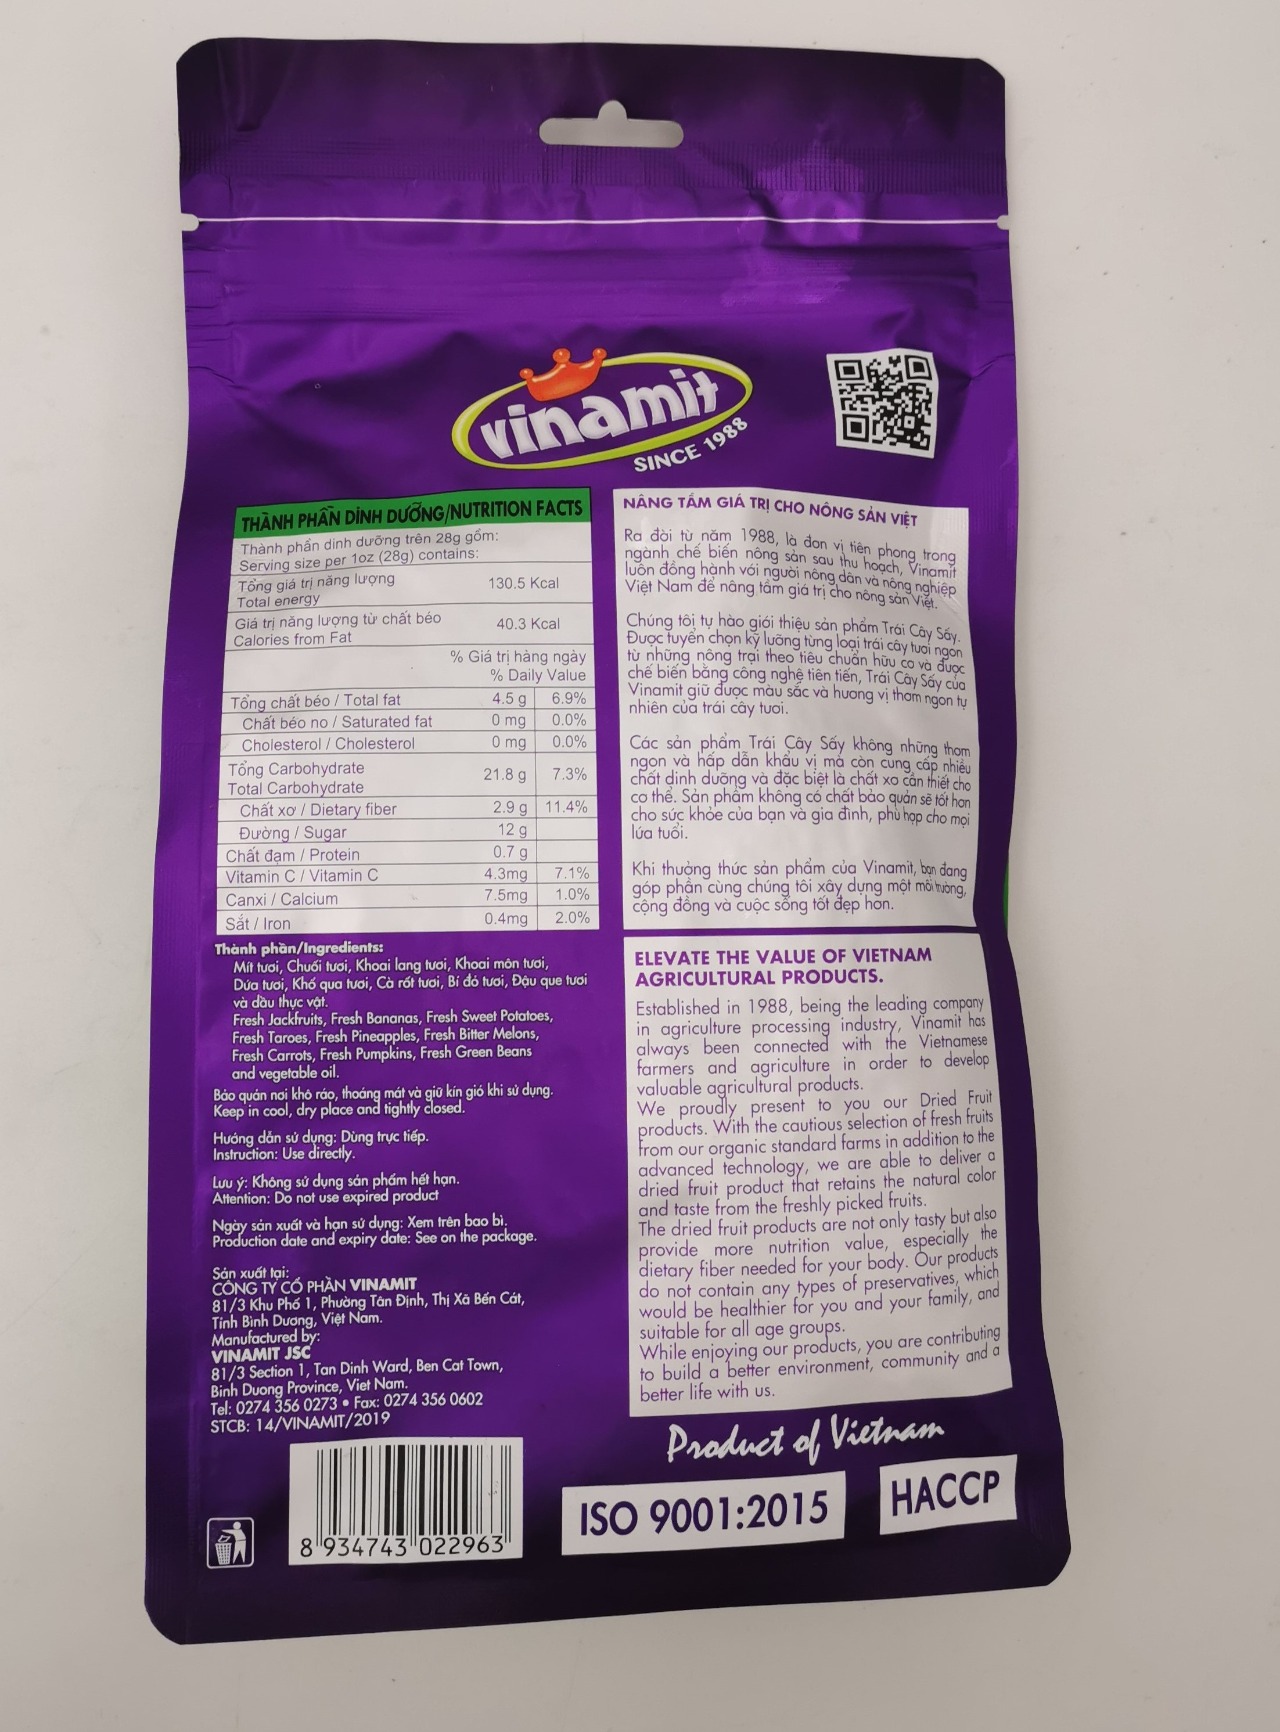 vinamit
SINCE 1988
THÀNH PHẦN DINH DƯỠNG/NUTRITION FACTS
Thành phần dinh dưỡng trên 28g gồm:
Serving size per 1oz (28g) contains:
Tổng giá trị năng lượng
Total energy
130.5 Kcal
Giá trị năng lượng từ chất béo
Calories from Fat
40.3 Kcal
% Giá trị hàng ngày
% Daily Value
Tổng chất béo / Total fat 4.5 g 6.9%
Chất béo no / Saturated fat 0 mg 0.0%
Cholesterol / Cholesterol 0 mg 0.0%
Tổng Carbohydrate
Total Carbohydrate
21.8 g 7.3%
Chất xơ / Dietary fiber 2.9 g 11.4%
Đường / Sugar 12 g
Chất đạm / Protein 0.7 g
Vitamin C / Vitamin C 4.3mg 7.1%
Canxi / Calcium 7.5mg 1.0%
Sắt / Iron 0.4mg 2.0%
Thành phần/Ingredients:
Mít tươi, Chuối tươi, Khoai lang tươi, Khoai môn tươi,
Dứa tươi, Khổ qua tươi, Cà rốt tươi, Bí đỏ tươi, Đậu que tươi
và dầu thực vật.
Fresh Jackfruits, Fresh Bananas, Fresh Sweet Potatoes,
Fresh Taroes, Fresh Pineapples, Fresh Bitter Melons,
Fresh Carrots, Fresh Pumpkins, Fresh Green Beans
and vegetable oil.
Bảo quản nơi khô ráo, thoáng mát và giữ kín gió khi sử dụng.
Keep in cool, dry place and tightly closed.
Hướng dẫn sử dụng: Dùng trực tiếp.
Instruction: Use directly.
Lưu ý: Không sử dụng sản phẩm hết hạn.
Attention: Do not use expired product
Ngày sản xuất và hạn sử dụng: Xem trên bao bì.
Production date and expiry date: See on the package.
Sản xuất tại:
CÔNG TY CỔ PHẦN VINAMIT
81/3 Khu Phố 1, Phường Tân Định, Thị Xã Bến Cát,
Tỉnh Bình Dương, Việt Nam.
Manufactured by:
VINAMIT JSC
81/3 Section 1, Tan Dinh Ward, Ben Cat Town,
Binh Duong Province, Viet Nam.
Tel: 0274 356 0273 • Fax: 0274 356 0602
STCB: 14/VINAMIT/2019
8 934743 022963
NÂNG TẦM GIÁ TRỊ CHO NÔNG SẢN VIỆT
Ra đời từ năm 1988, là đơn vị tiên phong trong
ngành chế biến nông sản sau thu hoạch, Vinamit
luôn đồng hành với người nông dân và nông nghiệp
Việt Nam để nâng tầm giá trị cho nông sản Việt.
Chúng tôi tự hào giới thiệu sản phẩm Trái Cây Sấy.
Được tuyển chọn kỹ lưỡng từng loại trái cây tươi ngon
từ những nông trại theo tiêu chuẩn hữu cơ và được
chế biến bằng công nghệ tiên tiến, Trái Cây Sấy của
Vinamit giữ được màu sắc và hương vị thơm ngon tự
nhiên của trái cây tươi.
Các sản phẩm Trái Cây Sấy không những thơm
ngon và hấp dẫn khẩu vị mà còn cung cấp nhiều
chất dinh dưỡng và đặc biệt là chất xơ cần thiết cho
cơ thể. Sản phẩm không có chất bảo quản sẽ tốt hơn
cho sức khỏe của bạn và gia đình, phù hợp cho mọi
lứa tuổi.
Khi thưởng thức sản phẩm của Vinamit, bạn đang
góp phần cùng chúng tôi xây dựng một môi trường,
cộng đồng và cuộc sống tốt đẹp hơn.
ELEVATE THE VALUE OF VIETNAM
AGRICULTURAL PRODUCTS.
Established in 1988, being the leading company
in agriculture processing industry, Vinamit has
always been connected with the Vietnamese
farmers and agriculture in order to develop
valuable agricultural products.
We proudly present to you our Dried Fruit
products. With the cautious selection of fresh fruits
from our organic standard farms in addition to the
advanced technology, we are able to deliver a
dried fruit product that retains the natural color
and taste from the freshly picked fruits.
The dried fruit products are not only tasty but also
provide more nutrition value, especially the
dietary fiber needed for your body. Our products
do not contain any types of preservatives, which
would be healthier for you and your family, and
suitable for all age groups.
While enjoying our products, you are contributing
to build a better environment, community and a
better life with us.
Product of Vietnam
ISO 9001:2015
HACCP